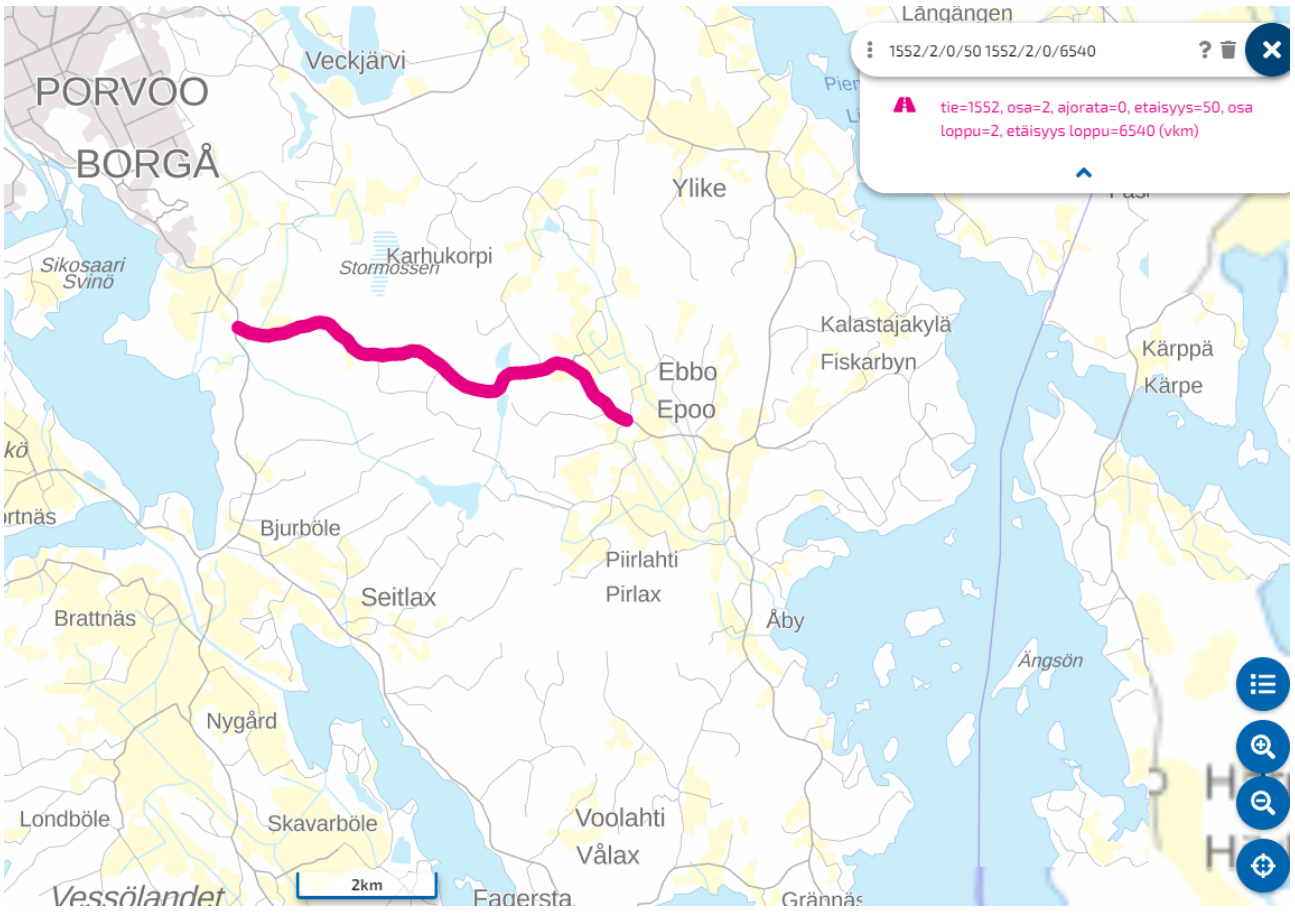 Långängen
1552/2/0/50 1552/2/0/6540
?
Veckjärvi
PORVOO
tie=1552, osa=2, ajorata=0, etaisyys=50, osa
loppu=2, etäisyys loppu=6540 (vkm)
BORGÅ
Ylike
Karhukorpi
Stormossen
Sikosaari
Svinö
Kalastajakylä
Fiskarbyn
Kärppä
Kärpe
Ebbo
Epoo
Bjurböle
Piirlahti
Pirlax
Seitlax
Brattnäs
Åby
Ängsön
Nygård
Londböle
Skavarböle
Voolahti
Vålax
2km
Vessölandet
Fagersta
Grännäs